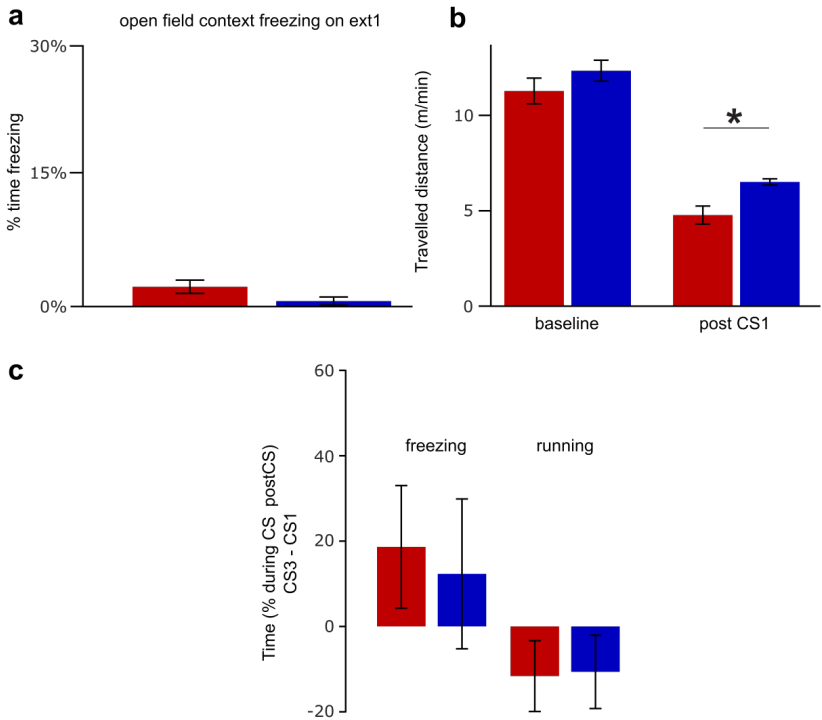 a
open field context freezing on ext1
30%
15%
0%
% time freezing
b
Travelled distance (m/min)
10
5
0
*
baseline
post CS1
c
Time (% during CS postCS)
CS3 - CS1
60
40
20
0
-20
freezing
running